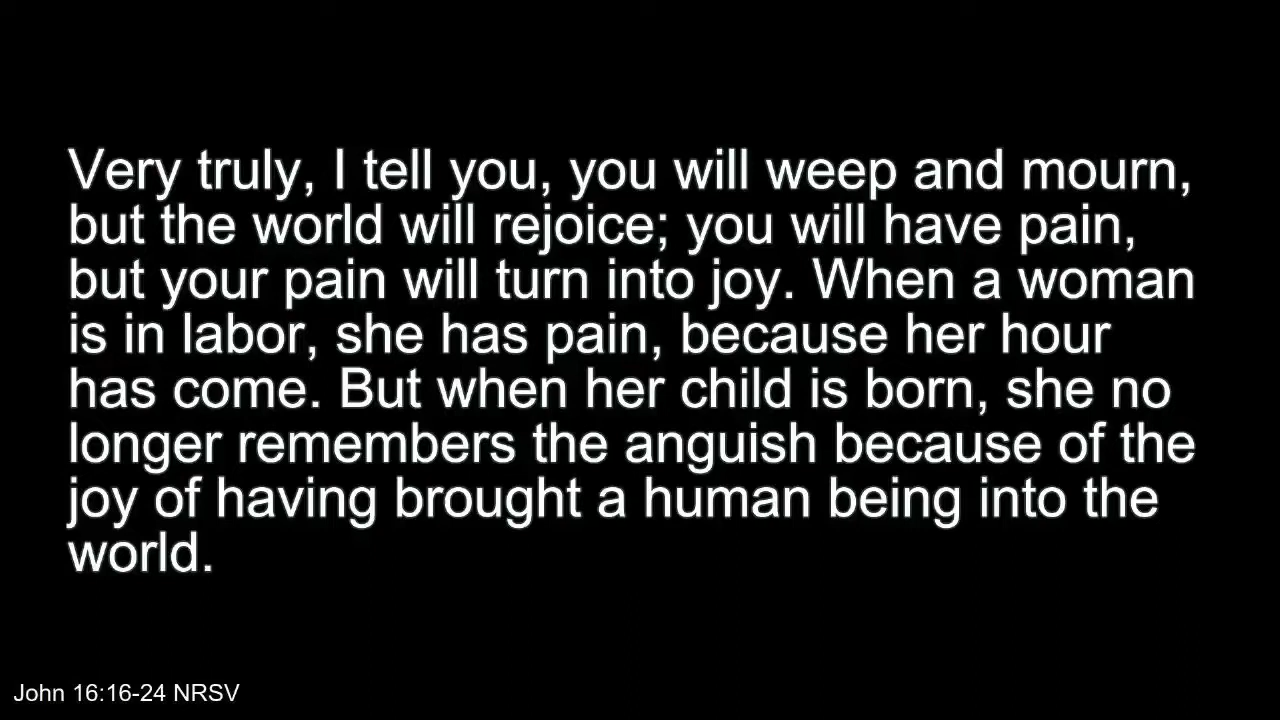 Very truly, I tell you, you will weep and mourn,
but the world will rejoice; you will have pain,
but your pain will turn into joy. When a woman
is in labor, she has pain, because her hour
has come. But when her child is born, she no
longer remembers the anguish because of the
joy of having brought a human being into the
world.
John 16:16-24 NRSV